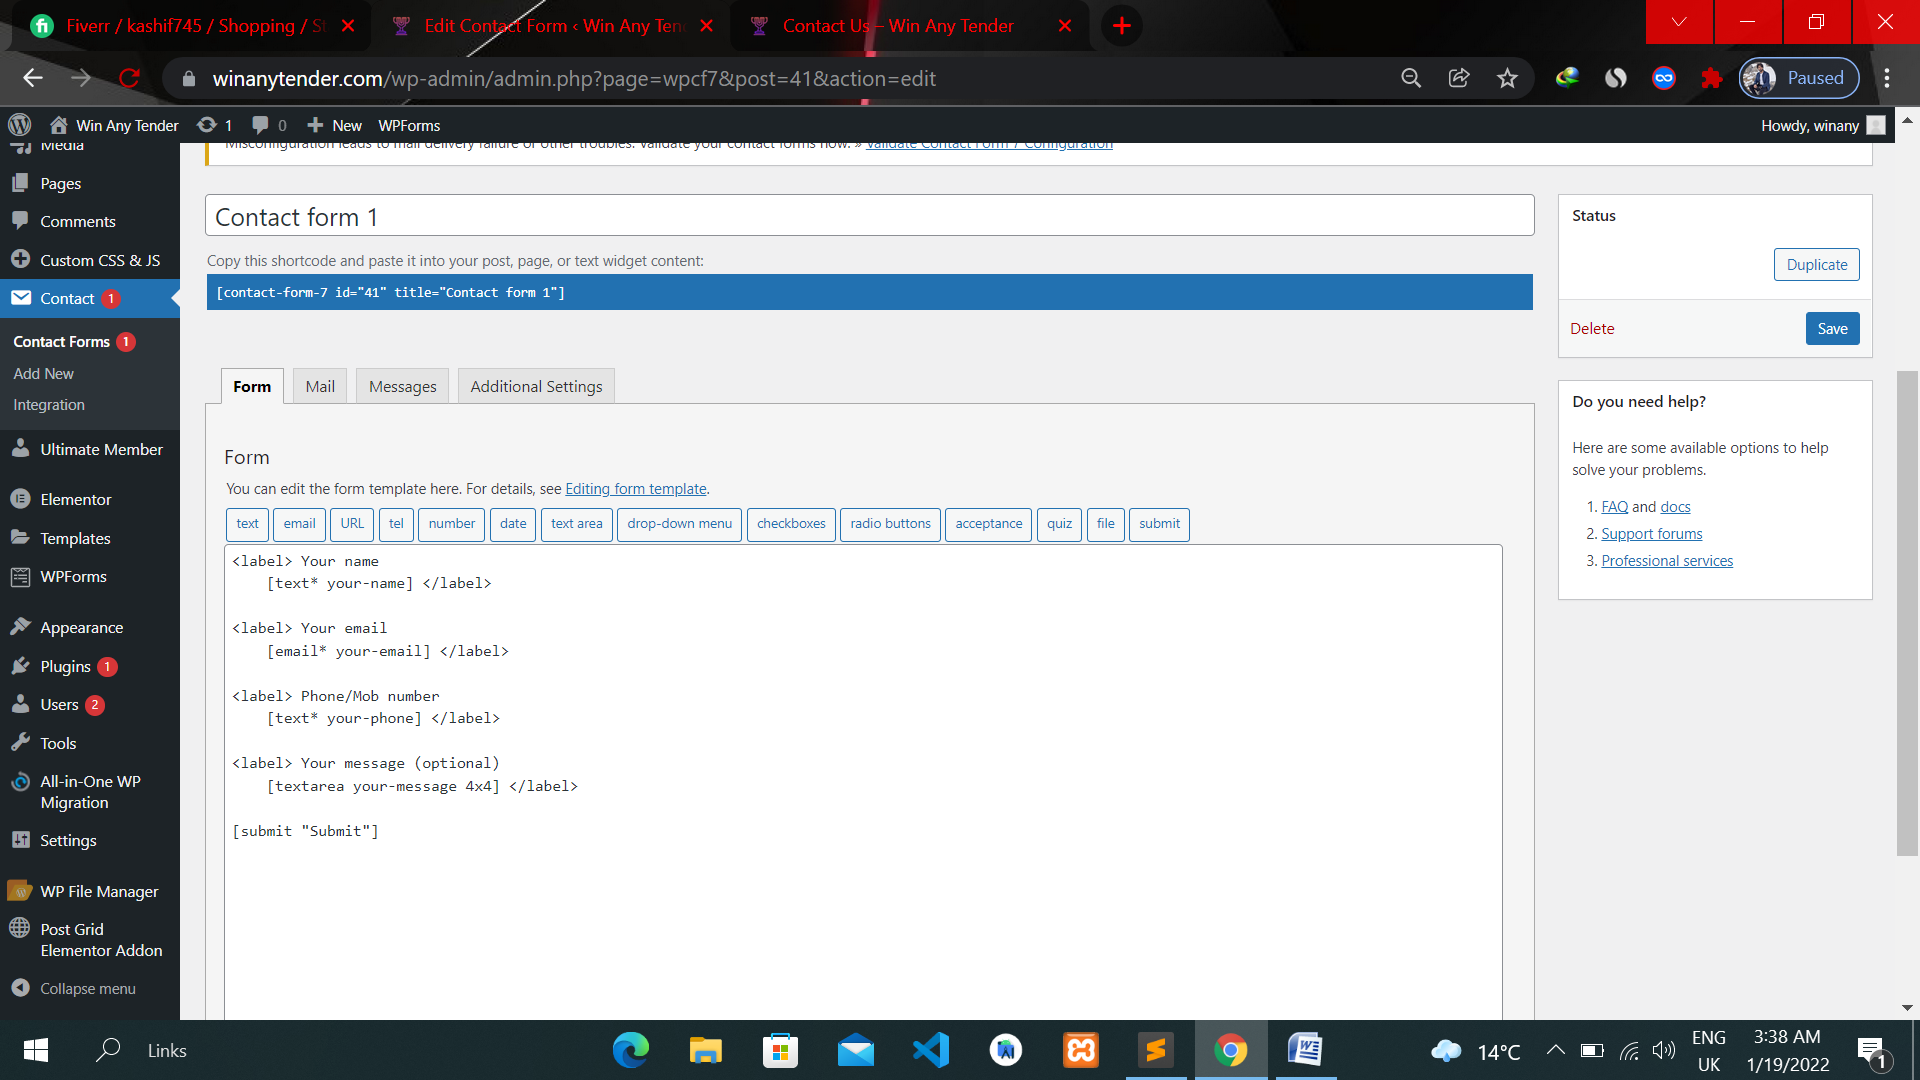 Fiverr / kashif745 / Shopping / St
Edit Contact Form ‹ Win Any Tend
Contact Us – Win Any Tender
winanytender.com/wp-admin/admin.php?page=wpcf7&post=41&action=edit
Paused
Win Any Tender
1
0
New
WPForms
Howdy, winany
Media
Pages
Comments
Custom CSS & JS
Contact 1
Contact Forms 1
Add New
Integration
Ultimate Member
Elementor
Templates
WPForms
Appearance
Plugins 1
Users 2
Tools
All-in-One WP
Migration
Settings
WP File Manager
Post Grid
Elementor Addon
Collapse menu
Misconfiguration leads to mail delivery failure or other troubles. Validate your contact forms now. » Validate Contact Form 7 Configuration
Contact form 1
Copy this shortcode and paste it into your post, page, or text widget content:
[contact-form-7 id="41" title="Contact form 1"]
Form
Mail
Messages
Additional Settings
Form
You can edit the form template here. For details, see Editing form template.
text
email
URL
tel
number
date
text area
drop-down menu
checkboxes
radio buttons
acceptance
quiz
file
submit
<label> Your name
[text* your-name] </label>
<label> Your email
[email* your-email] </label>
<label> Phone/Mob number
[text* your-phone] </label>
<label> Your message (optional)
[textarea your-message 4x4] </label>
[submit "Submit"]
Status
Duplicate
Delete
Save
Do you need help?
Here are some available options to help
solve your problems.
1. FAQ and docs
2. Support forums
3. Professional services
Links
14°C
ENG
UK
3:38 AM
1/19/2022
1